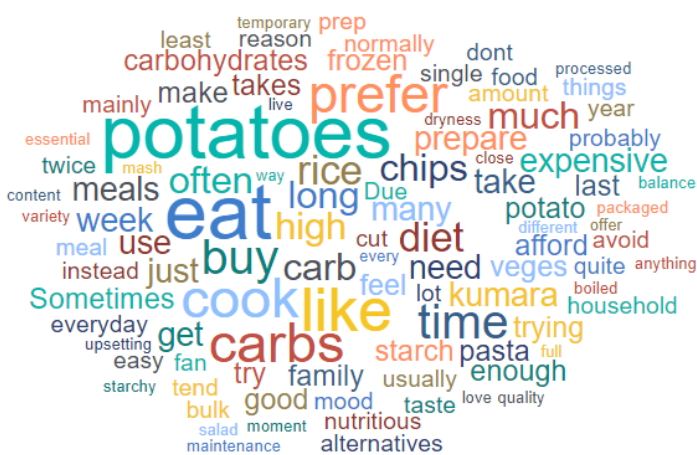 temporary prep
least reason normally dont
carbohydrates frozen single food processed
mainly make takes live prefer amount things
potatoes dryness much year
essential prepare probably
twice mash often way rice chips close expensive
content meals long Due take last balance
variety week eat high many potato packaged
different offer
meal use cut diet afford avoid
instead just buy carb every need veges quite anything
Sometimes cook like feel lot kumara boiled household
everyday get time trying
upsetting easy fan carbs starch pasta full
starchy tend try family usually enough
bulk good mood taste love quality
salad moment nutritious
maintenance alternatives